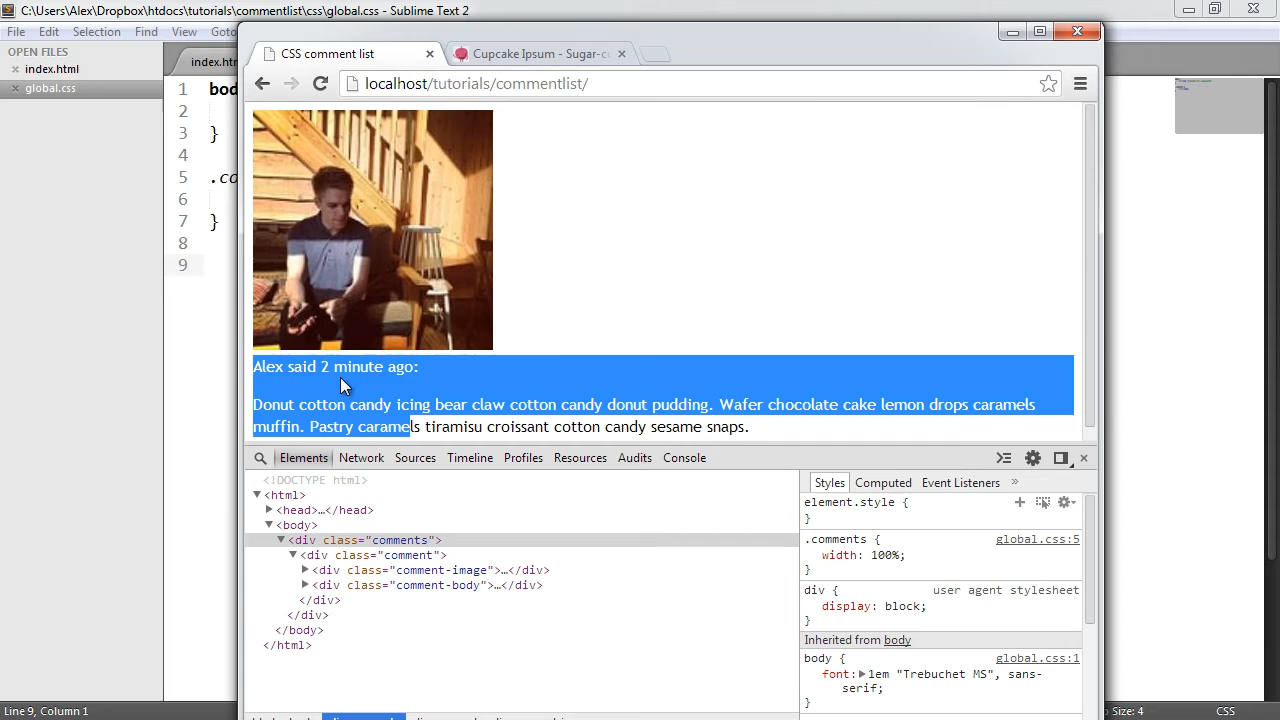 C:\Users\Alex\Dropbox\htdocs\tutorials\commentlist\css\global.css - Sublime Text 2
File Edit Selection Find View Goto
OPEN FILES
index.html
global.css
index.htm
1 bod
2
3 }
4
5 .co
6
7 }
8
9
CSS comment list
Cupcake Ipsum - Sugar-c
localhost/tutorials/commentlist/
Alex said 2 minute ago:
Donut cotton candy icing bear claw cotton candy donut pudding. Wafer chocolate cake lemon drops caramels
muffin. Pastry caramels tiramisu croissant cotton candy sesame snaps.
Elements Network Sources Timeline Profiles Resources Audits Console
<!DOCTYPE html>
<html>
<head>…</head>
<body>
<div class="comments">
<div class="comment">
<div class="comment-image">…</div>
<div class="comment-body">…</div>
</div>
</div>
</body>
</html>
Styles Computed Event Listeners »
element.style {
}
.comments { global.css:5
width: 100%;
}
div { user agent stylesheet
display: block;
}
Inherited from body
body { global.css:1
font: 1em "Trebuchet MS", sans-
serif;
}
Line 9, Column 1
Size: 4 CSS